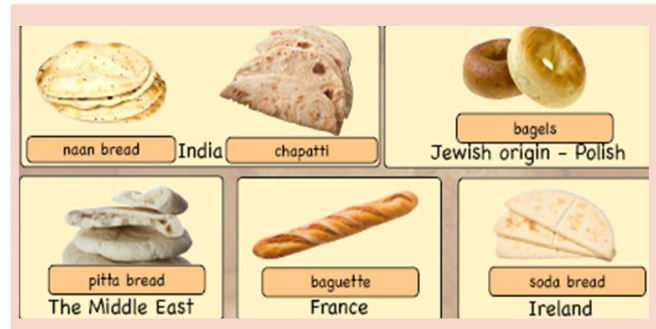 naan bread India chapatti
bagels
Jewish origin - Polish
pitta bread
The Middle East
baguette
France
soda bread
Ireland